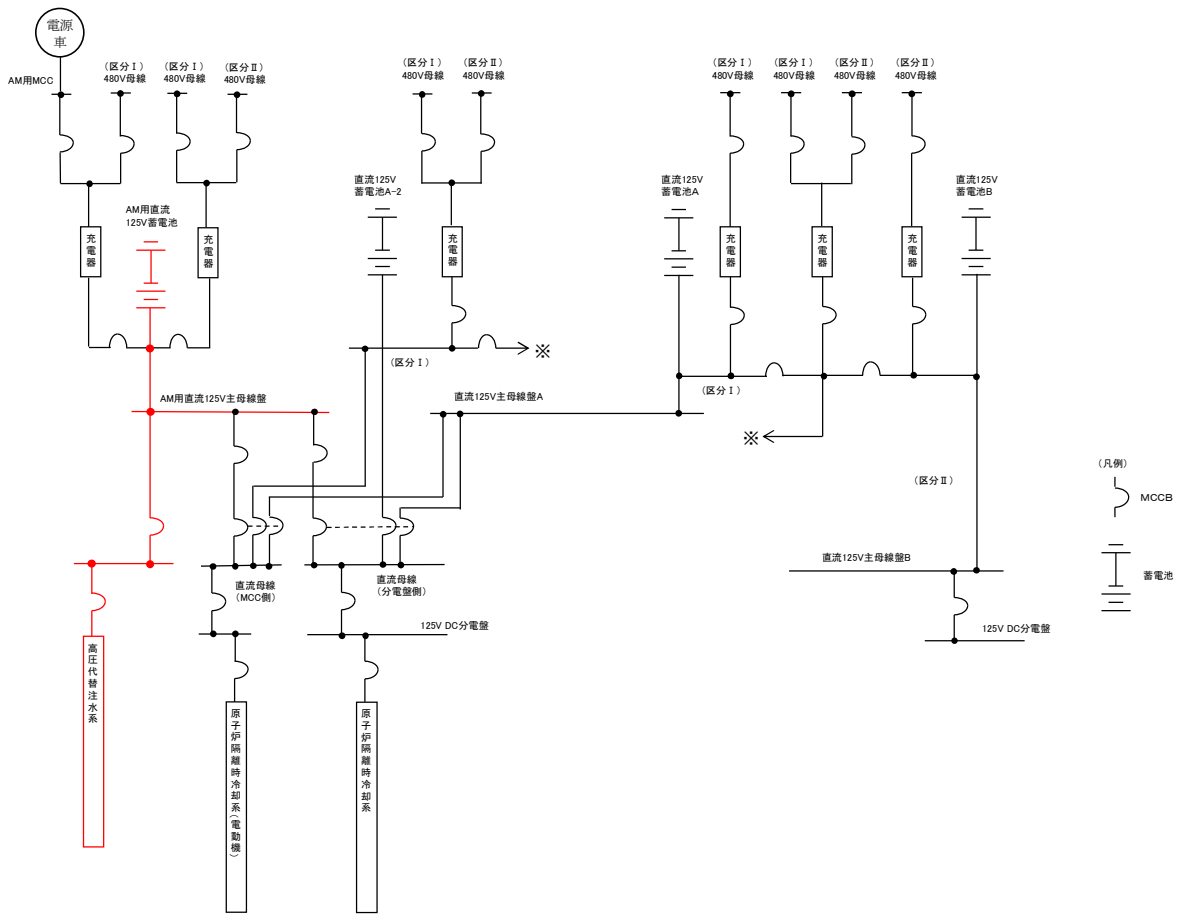 電源
車
AM用MCC
(区分Ⅰ)
480V母線
(区分Ⅰ)
480V母線
(区分Ⅱ)
480V母線
(区分Ⅰ)
480V母線
(区分Ⅱ)
480V母線
(区分Ⅰ)
480V母線
(区分Ⅰ)
480V母線
(区分Ⅱ)
480V母線
(区分Ⅱ)
480V母線
AM用直流
125V蓄電池
直流125V
蓄電池A-2
直流125V
蓄電池A
直流125V
蓄電池B
充電器
充電器
充電器
充電器
充電器
充電器
※
(区分Ⅰ)
(区分Ⅰ)
AM用直流125V主母線盤
直流125V主母線盤A
※
(区分Ⅱ)
(凡例)
MCCB
蓄電池
直流125V主母線盤B
直流母線
(MCC側)
直流母線
(分電盤側)
125V DC分電盤
125V DC分電盤
高圧代替注水系
原子炉隔離時冷却系(電動機)
原子炉隔離時冷却系